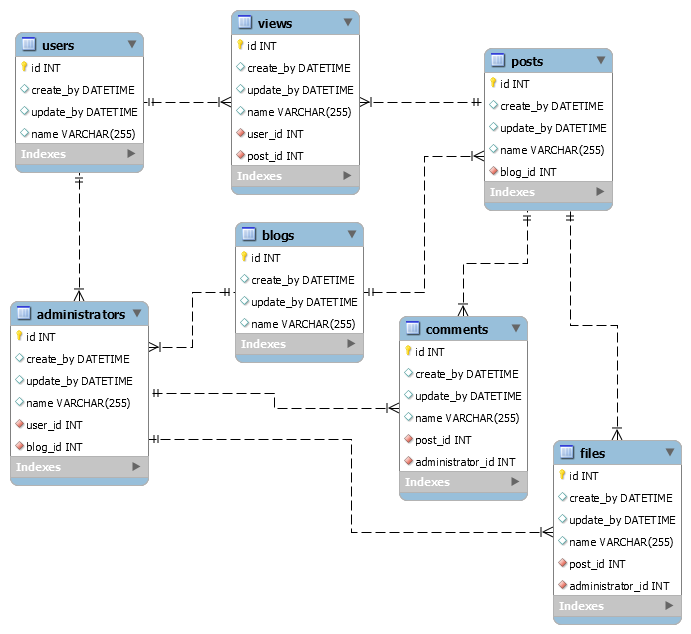 users
id INT
create_by DATETIME
update_by DATETIME
name VARCHAR(255)
Indexes
views
id INT
create_by DATETIME
update_by DATETIME
name VARCHAR(255)
user_id INT
post_id INT
Indexes
posts
id INT
create_by DATETIME
update_by DATETIME
name VARCHAR(255)
blog_id INT
Indexes
blogs
id INT
create_by DATETIME
update_by DATETIME
name VARCHAR(255)
Indexes
administrators
id INT
create_by DATETIME
update_by DATETIME
name VARCHAR(255)
user_id INT
blog_id INT
Indexes
comments
id INT
create_by DATETIME
update_by DATETIME
name VARCHAR(255)
post_id INT
administrator_id INT
Indexes
files
id INT
create_by DATETIME
update_by DATETIME
name VARCHAR(255)
post_id INT
administrator_id INT
Indexes